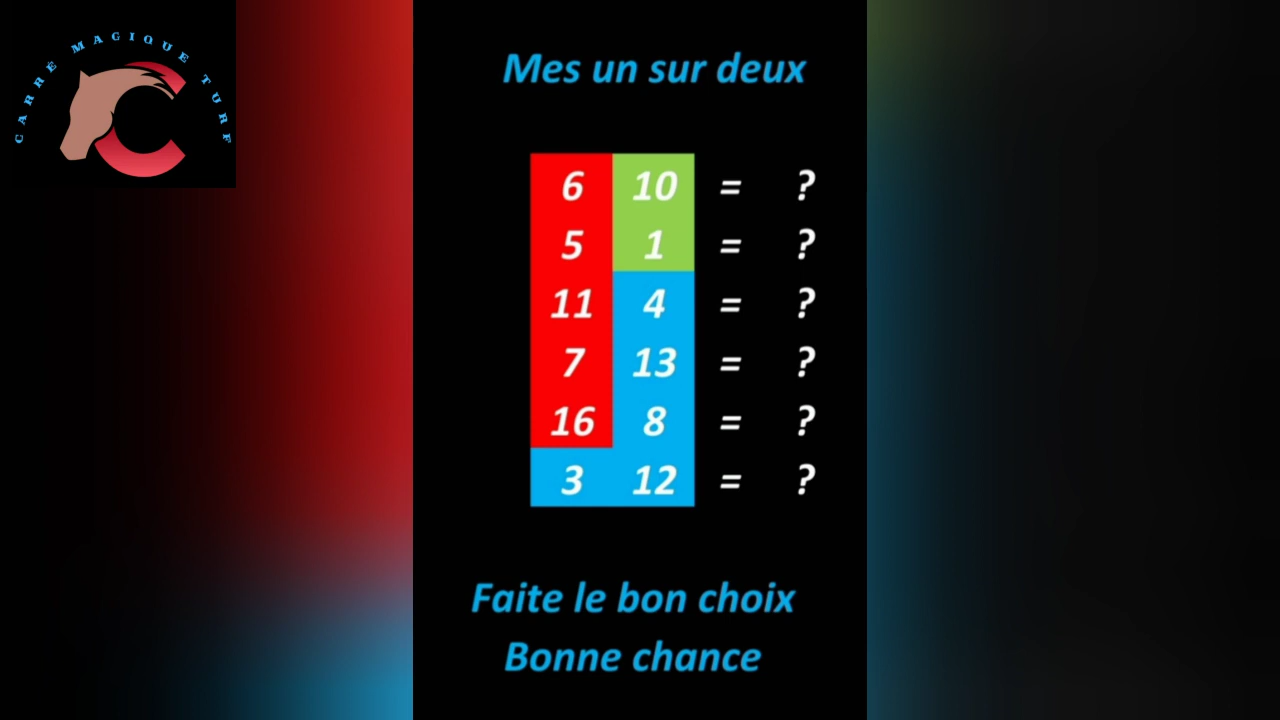 CARRÉ MAGIQUE TURF
Mes un sur deux
6 10 = ?
5 1 = ?
11 4 = ?
7 13 = ?
16 8 = ?
3 12 = ?
Faite le bon choix
Bonne chance